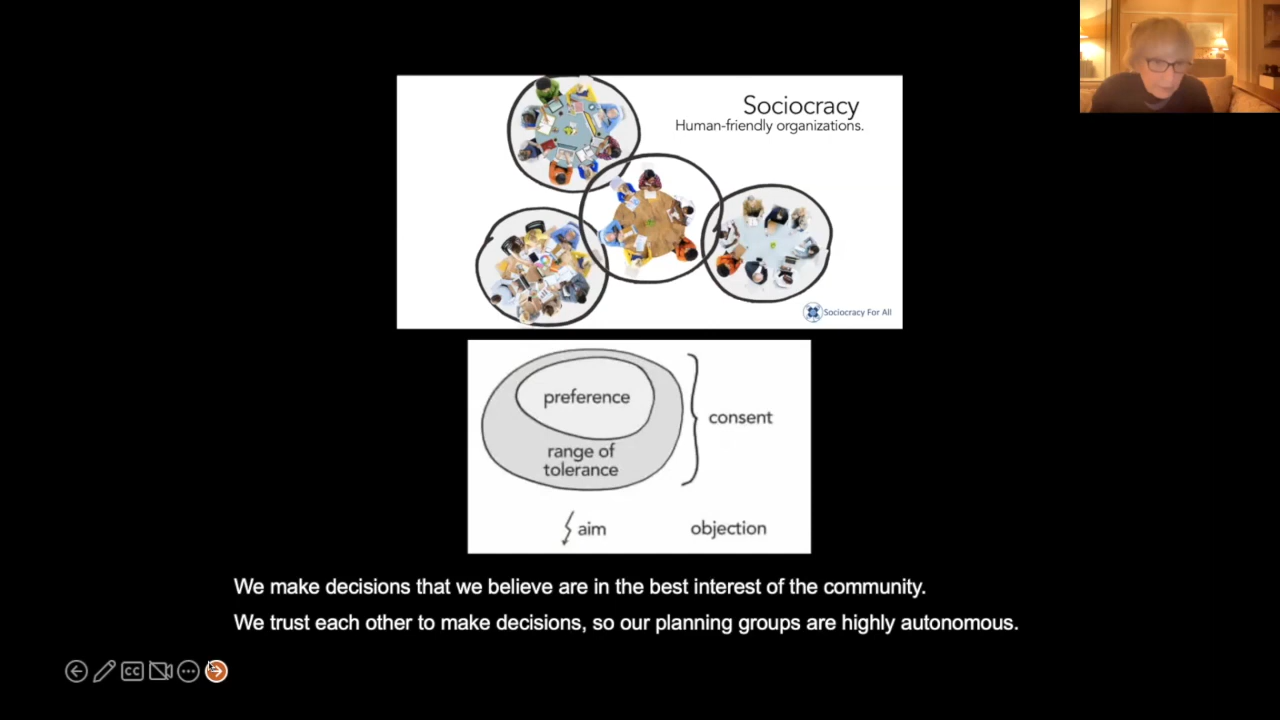 Sociocracy
Human-friendly organizations.
Sociocracy For All
preference
range of
tolerance
consent
aim
objection
We make decisions that we believe are in the best interest of the community.
We trust each other to make decisions, so our planning groups are highly autonomous.
CC